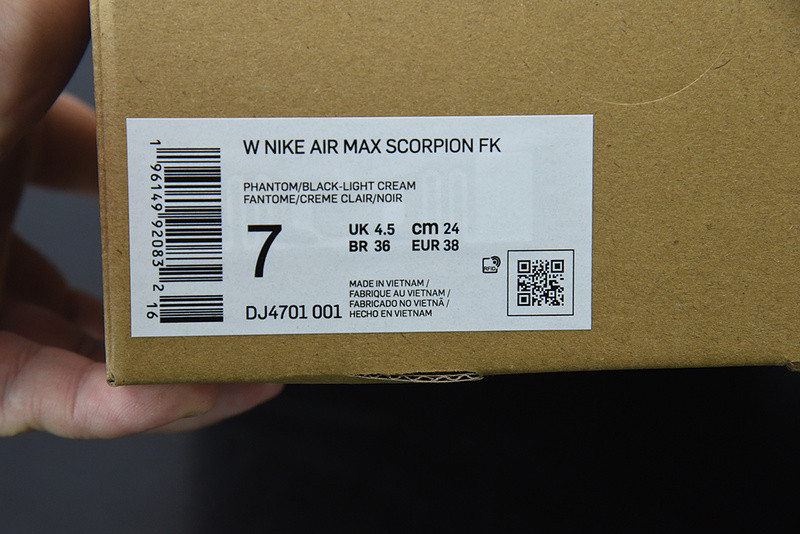 W NIKE AIR MAX SCORPION FK
PHANTOM/BLACK-LIGHT CREAM
FANTOME/CREME CLAIR/NOIR
7
UK 4.5 cm 24
BR 36 EUR 38
DJ4701 001
MADE IN VIETNAM /
FABRIQUE AU VIETNAM /
FABRICADO NO VIETNÃ /
HECHO EN VIETNAM
RFID
1 96149 92083 2 16